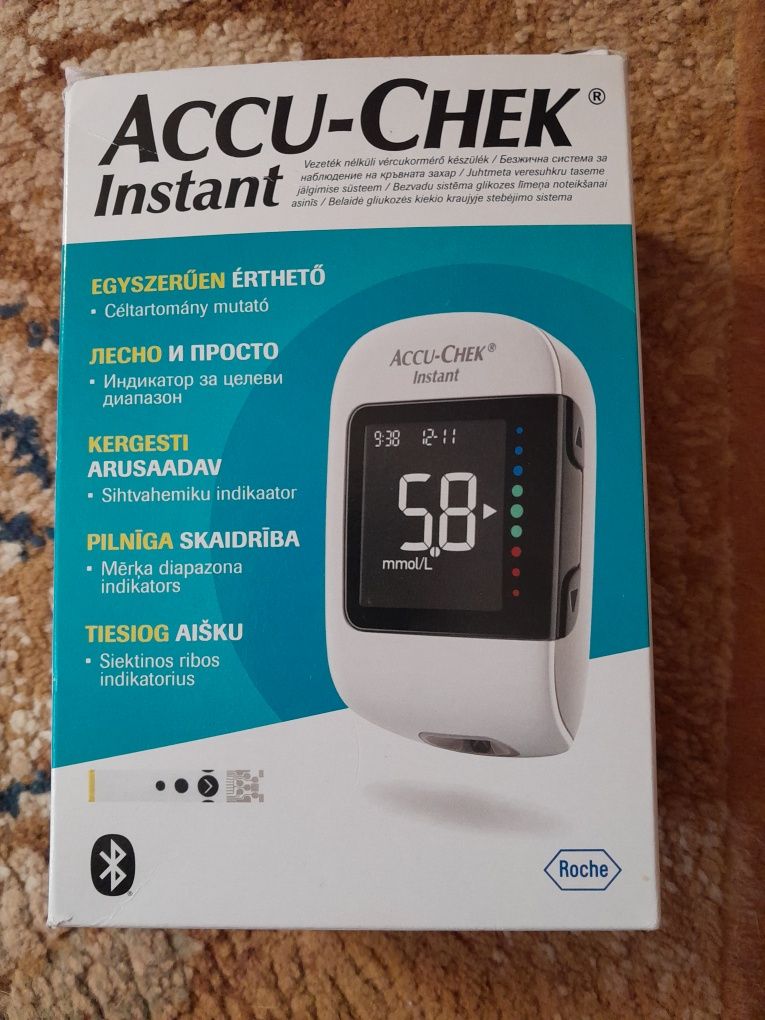 ACCU-CHEK®
Instant
Vezeték nélküli vércukormérő készülék / Безжична система за
наблюдение на кръвната захар / Juhtmeta veresuhkru taseme
jälgimise süsteem / Bezvadu sistēma glikozes līmeņa noteikšanai
asinīs / Belaidė gliukozės kiekio kraujyje stebėjimo sistema
EGYSZERŰEN ÉRTHETŐ
▪ Céltartomány mutató
ЛЕСНО И ПРОСТО
▪ Индикатор за целеви
диапазон
KERGESTI
ARUSAADAV
▪ Sihtvahemiku indikaator
PILNĪGA SKAIDRĪBA
▪ Mērķa diapazona
indikators
TIESIOG AIŠKU
▪ Siektinos ribos
indikatorius
ACCU-CHEK®
Instant
9:38 12-11
5.8
mmol/L
Roche